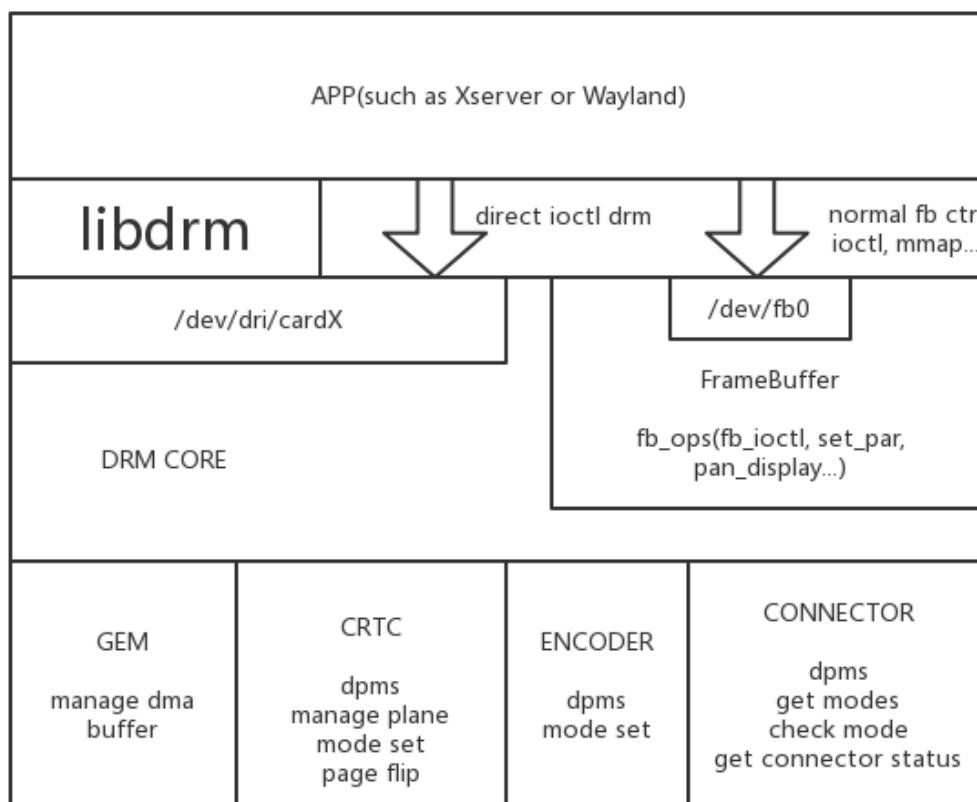 APP(such as Xserver or Wayland)
libdrm
direct ioctl drm
normal fb ctr
ioctl, mmap...
/dev/dri/cardX
/dev/fb0
FrameBuffer
fb_ops(fb_ioctl, set_par,
pan_display...)
DRM CORE
GEM
manage dma
buffer
CRTC
dpms
manage plane
mode set
page flip
ENCODER
dpms
mode set
CONNECTOR
dpms
get modes
check mode
get connector status